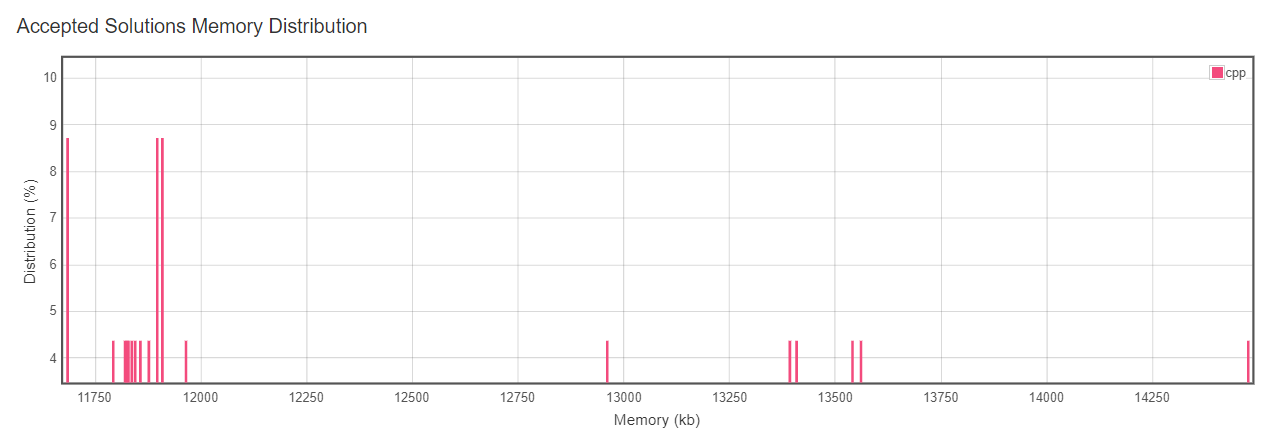 Accepted Solutions Memory Distribution
cpp
10
9
8
7
6
5
4
Distribution (%)
11750 12000 12250 12500 12750 13000 13250 13500 13750 14000 14250
Memory (kb)